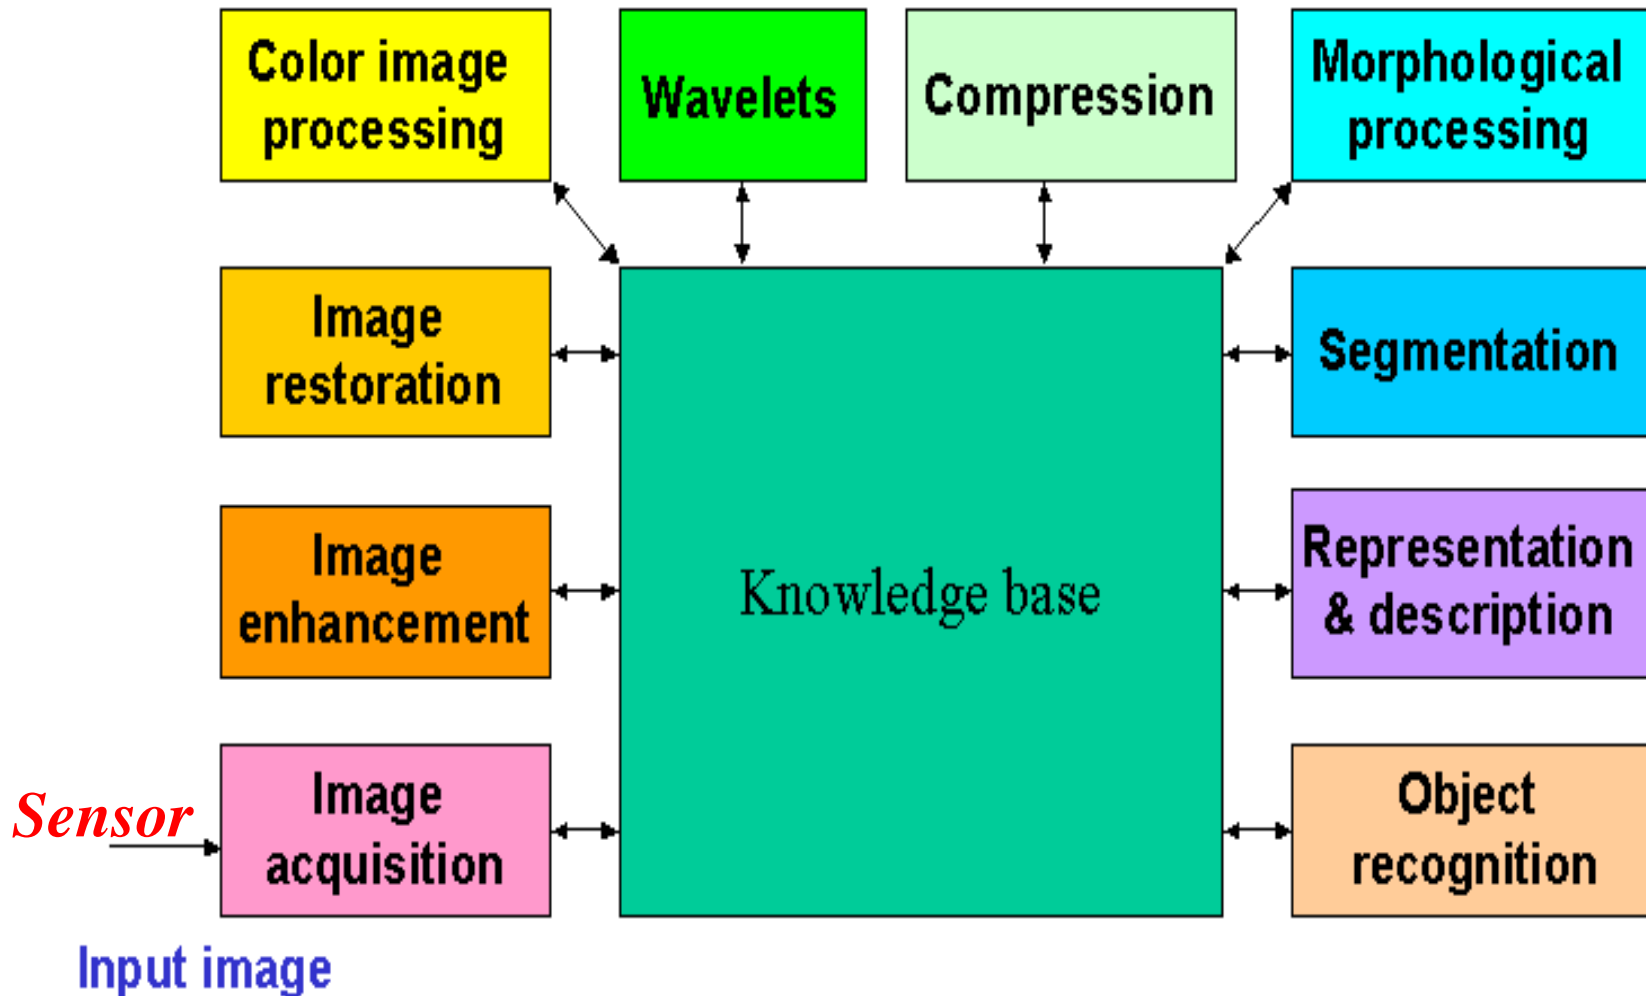 Color image
processing
Wavelets
Compression
Morphological
processing
Image
restoration
Segmentation
Image
enhancement
Knowledge base
Representation
& description
Sensor
Image
acquisition
Object
recognition
Input image